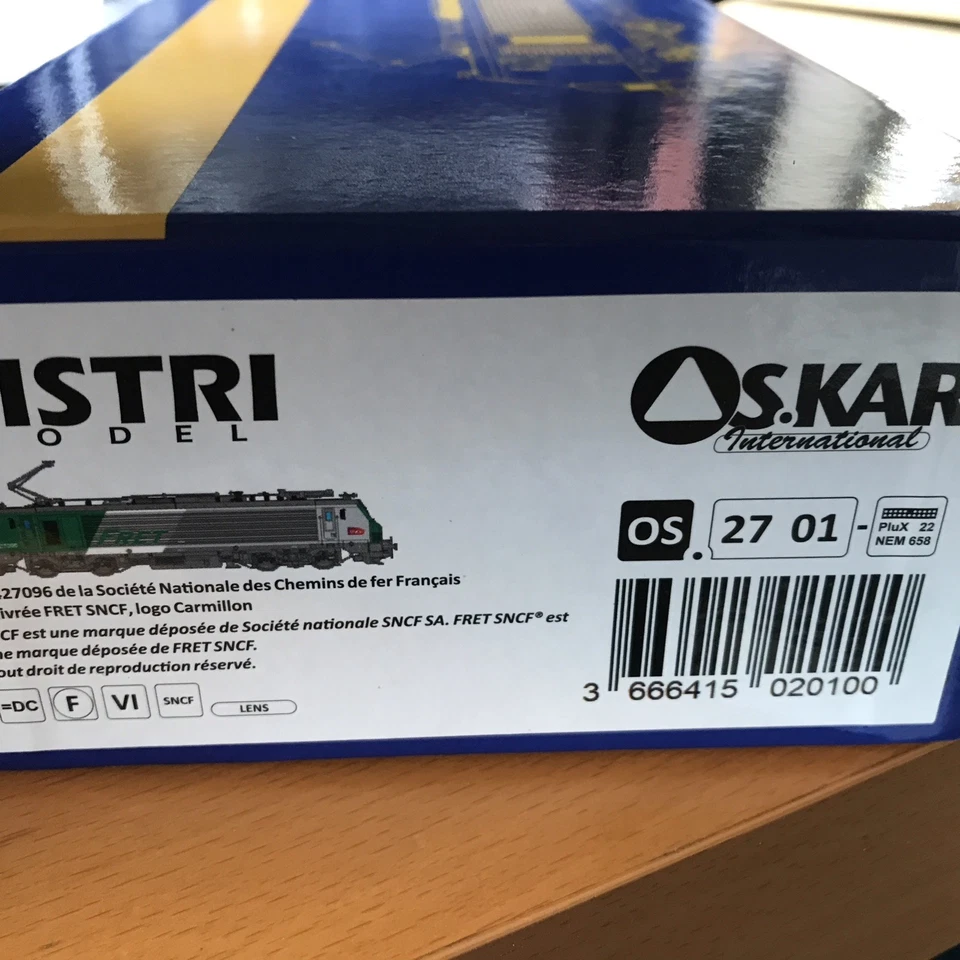 ISTRI
ODEL
OS.KAR
International
FRET
OS. 27 01 - PluX 22
NEM 658
27096 de la Société Nationale des Chemins de fer Français
ivrée FRET SNCF, logo Carmillon
CF est une marque déposée de Société nationale SNCF SA. FRET SNCF® est
ne marque déposée de FRET SNCF.
out droit de reproduction réservé.
=DC F VI SNCF LENS
3 666415 020100